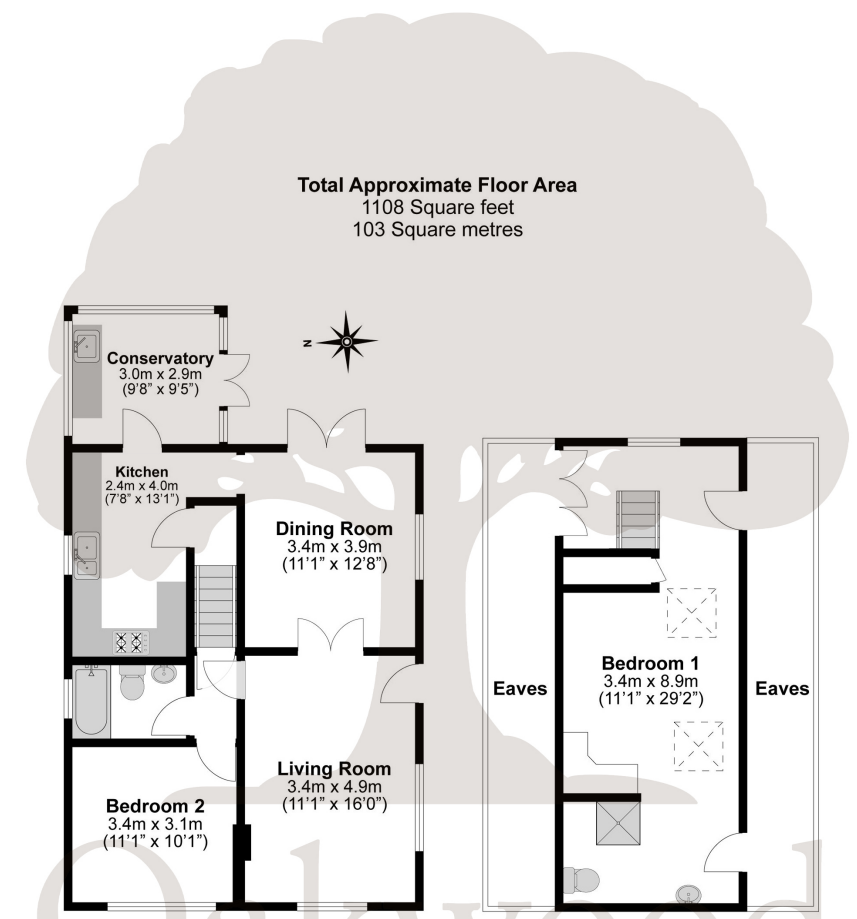 Total Approximate Floor Area
1108 Square feet
103 Square metres
N
Conservatory
3.0m x 2.9m
(9'8" x 9'5")
Kitchen
2.4m x 4.0m
(7'8" x 13'1")
Dining Room
3.4m x 3.9m
(11'1" x 12'8")
Bedroom 1
3.4m x 8.9m
(11'1" x 29'2")
Eaves
Eaves
Living Room
3.4m x 4.9m
(11'1" x 16'0")
Bedroom 2
3.4m x 3.1m
(11'1" x 10'1")
Oakwood